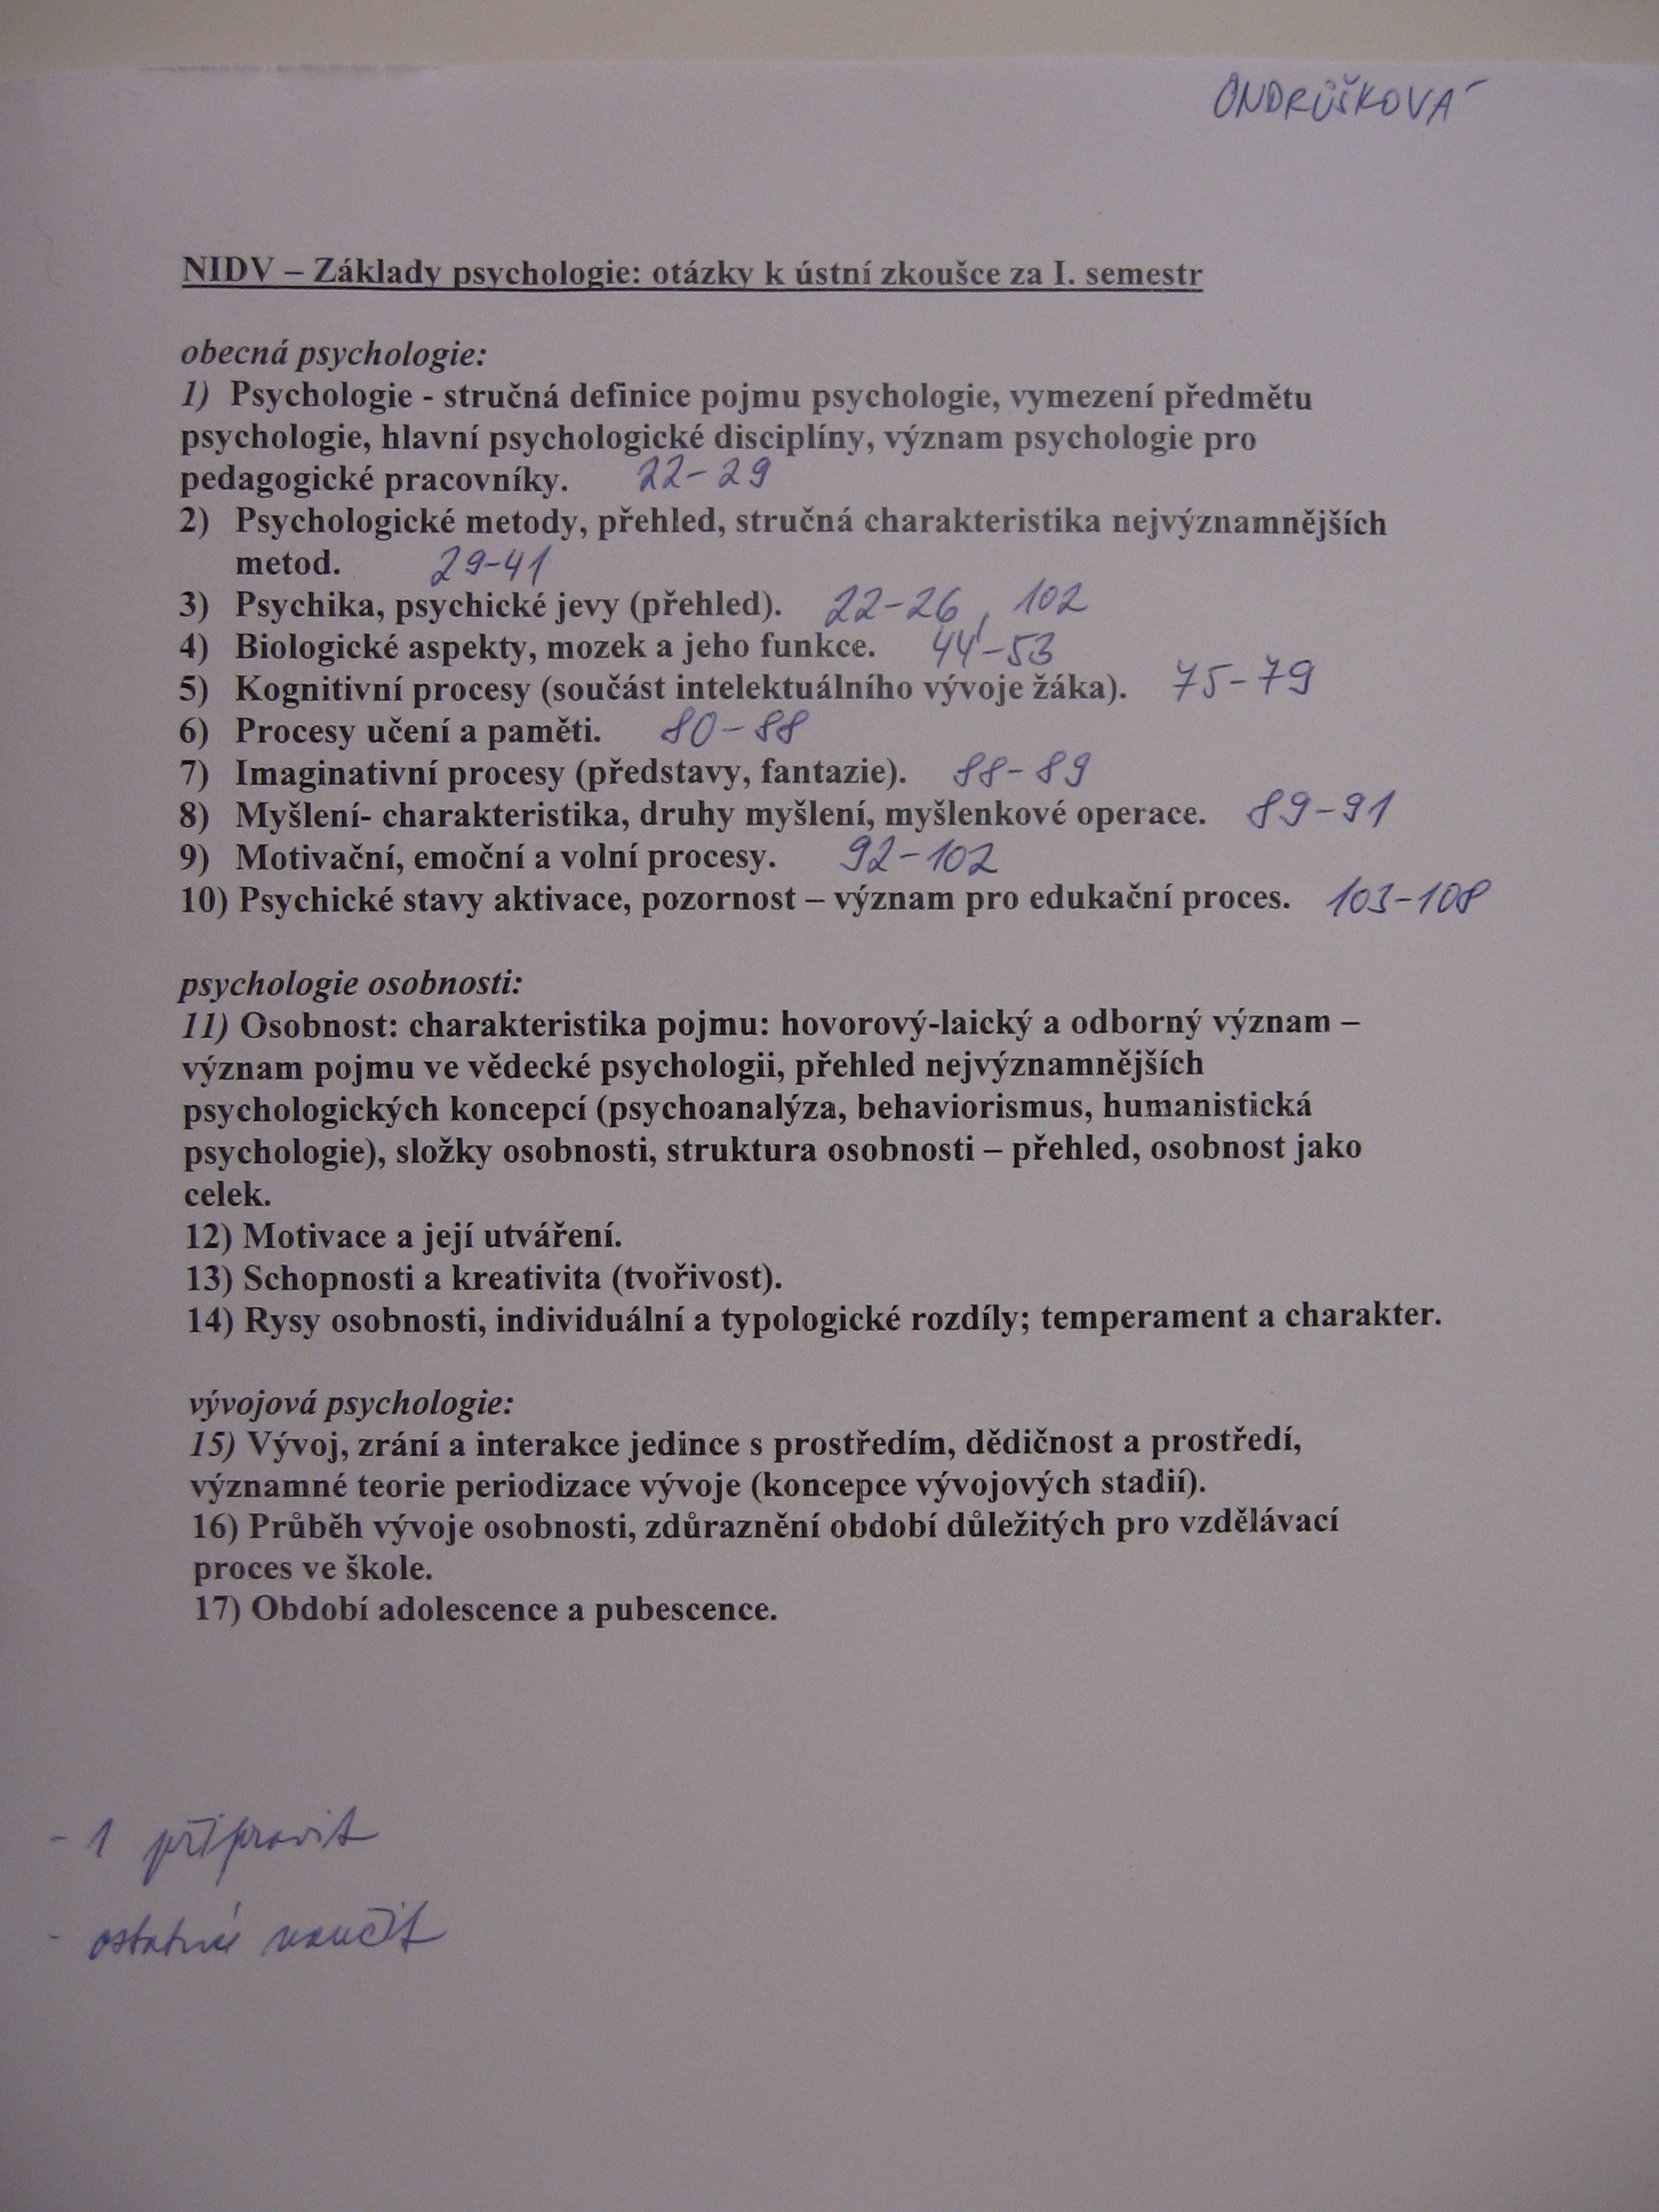 ONDRŮŠKOVÁ
NIDV – Základy psychologie: otázky k ústní zkoušce za I. semestr
obecná psychologie:
1) Psychologie - stručná definice pojmu psychologie, vymezení předmětu
psychologie, hlavní psychologické disciplíny, význam psychologie pro
pedagogické pracovníky. 22-29
2) Psychologické metody, přehled, stručná charakteristika nejvýznamnějších
metod. 29-41
3) Psychika, psychické jevy (přehled). 22-26, 102
4) Biologické aspekty, mozek a jeho funkce. 44-53
5) Kognitivní procesy (součást intelektuálního vývoje žáka). 75-79
6) Procesy učení a paměti. 80-88
7) Imaginativní procesy (představy, fantazie). 88-89
8) Myšlení- charakteristika, druhy myšlení, myšlenkové operace. 89-91
9) Motivační, emoční a volní procesy. 92-102
10) Psychické stavy aktivace, pozornost – význam pro edukační proces. 103-108
psychologie osobnosti:
11) Osobnost: charakteristika pojmu: hovorový-laický a odborný význam –
význam pojmu ve vědecké psychologii, přehled nejvýznamnějších
psychologických koncepcí (psychoanalýza, behaviorismus, humanistická
psychologie), složky osobnosti, struktura osobnosti – přehled, osobnost jako
celek.
12) Motivace a její utváření.
13) Schopnosti a kreativita (tvořivost).
14) Rysy osobnosti, individuální a typologické rozdíly; temperament a charakter.
vývojová psychologie:
15) Vývoj, zrání a interakce jedince s prostředím, dědičnost a prostředí,
významné teorie periodizace vývoje (koncepce vývojových stadií).
16) Průběh vývoje osobnosti, zdůraznění období důležitých pro vzdělávací
proces ve škole.
17) Období adolescence a pubescence.
- 1 připravit
- ostatní naučit